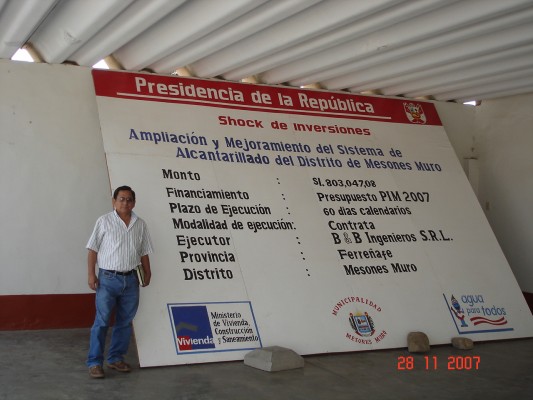 Presidencia de la República
Shock de inversiones
Ampliación y Mejoramiento del Sistema de
Alcantarillado del Distrito de Mesones Muro
Monto : S/. 803,047,08
Financiamiento : Presupuesto PIM 2007
Plazo de Ejecución : 60 dias calendarios
Modalidad de ejecución: Contrata
Ejecutor : B&B Ingenieros S.R.L.
Provincia : Ferreñafe
Distrito : Mesones Muro
Vivienda
Ministerio
de Vivienda,
Construcción
y Saneamiento
MUNICIPALIDAD
MESONES MURO
agua
para todos
28 11 2007